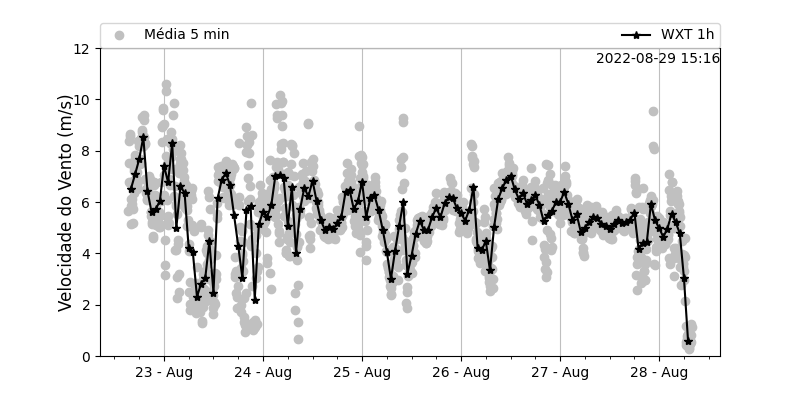 Média 5 min
WXT 1h
2022-08-29 15:16
Velocidade do Vento (m/s)
12
10
8
6
4
2
0
23 - Aug
24 - Aug
25 - Aug
26 - Aug
27 - Aug
28 - Aug